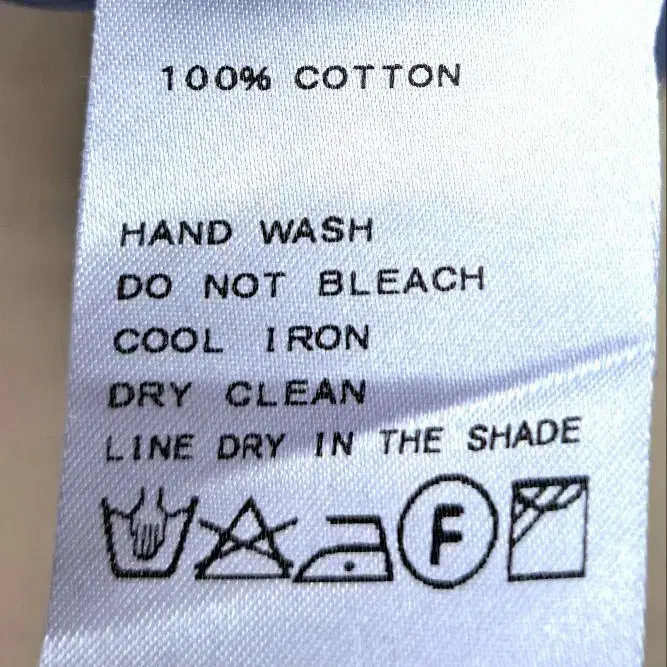 100% COTTON
HAND WASH
DO NOT BLEACH
COOL IRON
DRY CLEAN
LINE DRY IN THE SHADE
F